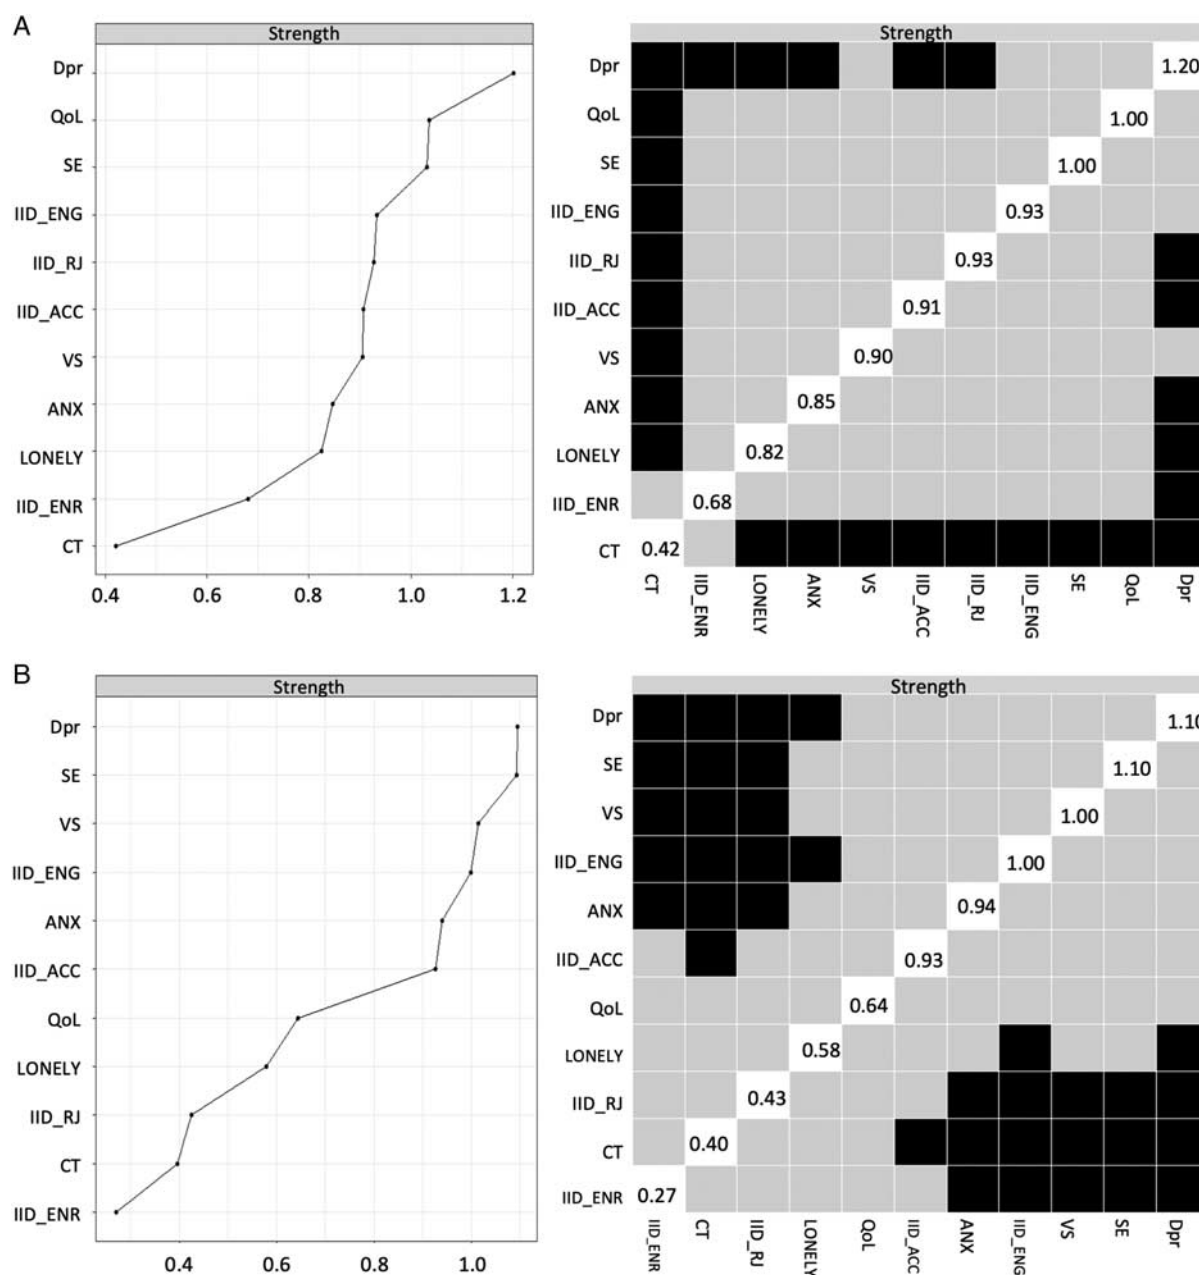 A
Strength
Dpr
QoL
SE
IID_ENG
IID_RJ
IID_ACC
VS
ANX
LONELY
IID_ENR
CT
0.4 0.6 0.8 1.0 1.2
Strength
Dpr 1.20
QoL 1.00
SE 1.00
IID_ENG 0.93
IID_RJ 0.93
IID_ACC 0.91
VS 0.90
ANX 0.85
LONELY 0.82
IID_ENR 0.68
CT 0.42
CT IID_ENR LONELY ANX VS IID_ACC IID_RJ IID_ENG SE QoL Dpr
B
Strength
Dpr
SE
VS
IID_ENG
ANX
IID_ACC
QoL
LONELY
IID_RJ
CT
IID_ENR
0.4 0.6 0.8 1.0
Strength
Dpr 1.10
SE 1.10
VS 1.00
IID_ENG 1.00
ANX 0.94
IID_ACC 0.93
QoL 0.64
LONELY 0.58
IID_RJ 0.43
CT 0.40
IID_ENR 0.27
IID_ENR CT IID_RJ LONELY QoL IID_ACC ANX IID_ENG VS SE Dpr